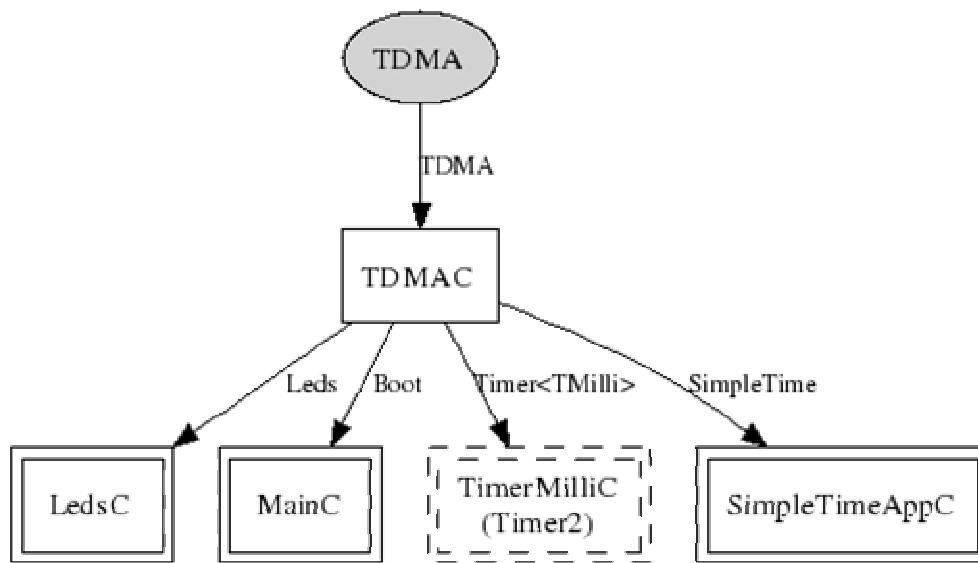 TDMA
TDMA
TDMAC
Leds
Boot
Timer<TMilli>
SimpleTime
LedsC
MainC
TimerMilliC
(Timer2)
SimpleTimeAppC